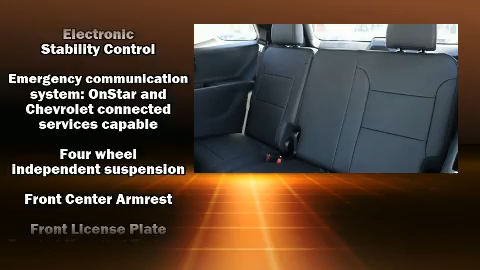 Electronic
Stability Control
Emergency communication
system: OnStar and
Chevrolet connected
services capable
Four wheel
independent suspension
Front Center Armrest
Front License Plate